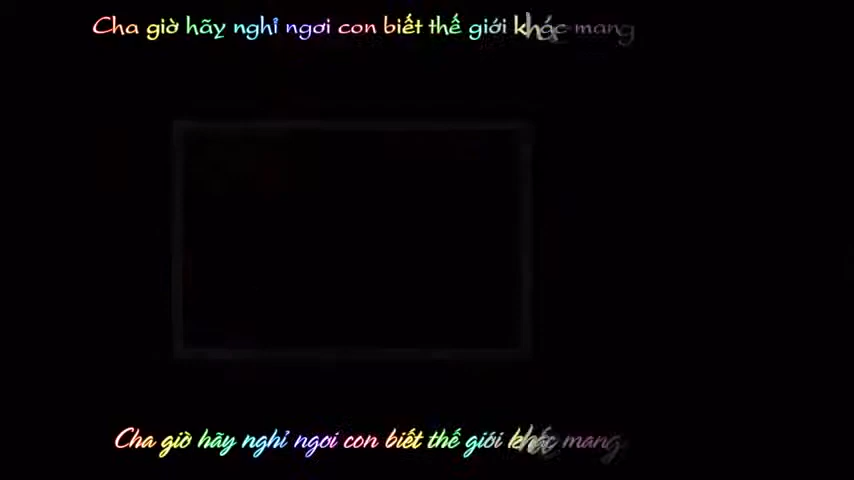 Cha giờ hãy nghỉ ngơi con biết thế giới khác mang
Cha giờ hãy nghỉ ngơi con biết thế giới khác mang